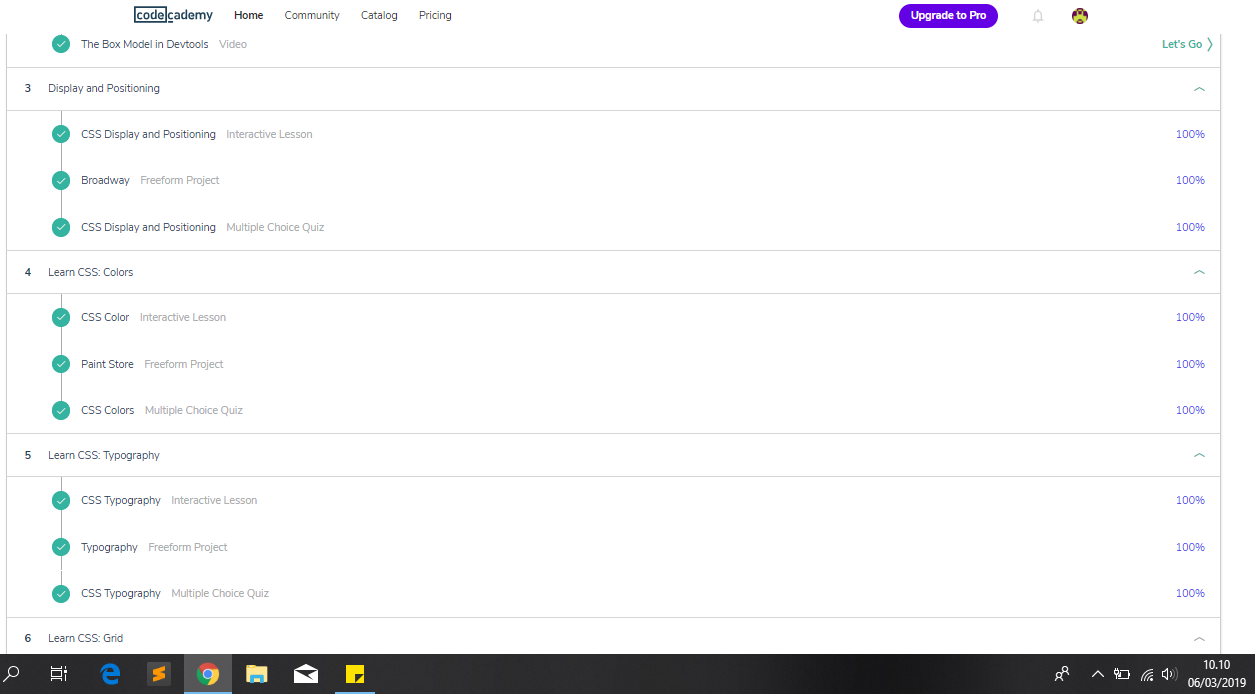 codecademy Home Community Catalog Pricing Upgrade to Pro
The Box Model in Devtools Video Let's Go
3 Display and Positioning
CSS Display and Positioning Interactive Lesson 100%
Broadway Freeform Project 100%
CSS Display and Positioning Multiple Choice Quiz 100%
4 Learn CSS: Colors
CSS Color Interactive Lesson 100%
Paint Store Freeform Project 100%
CSS Colors Multiple Choice Quiz 100%
5 Learn CSS: Typography
CSS Typography Interactive Lesson 100%
Typography Freeform Project 100%
CSS Typography Multiple Choice Quiz 100%
6 Learn CSS: Grid
10.10
06/03/2019